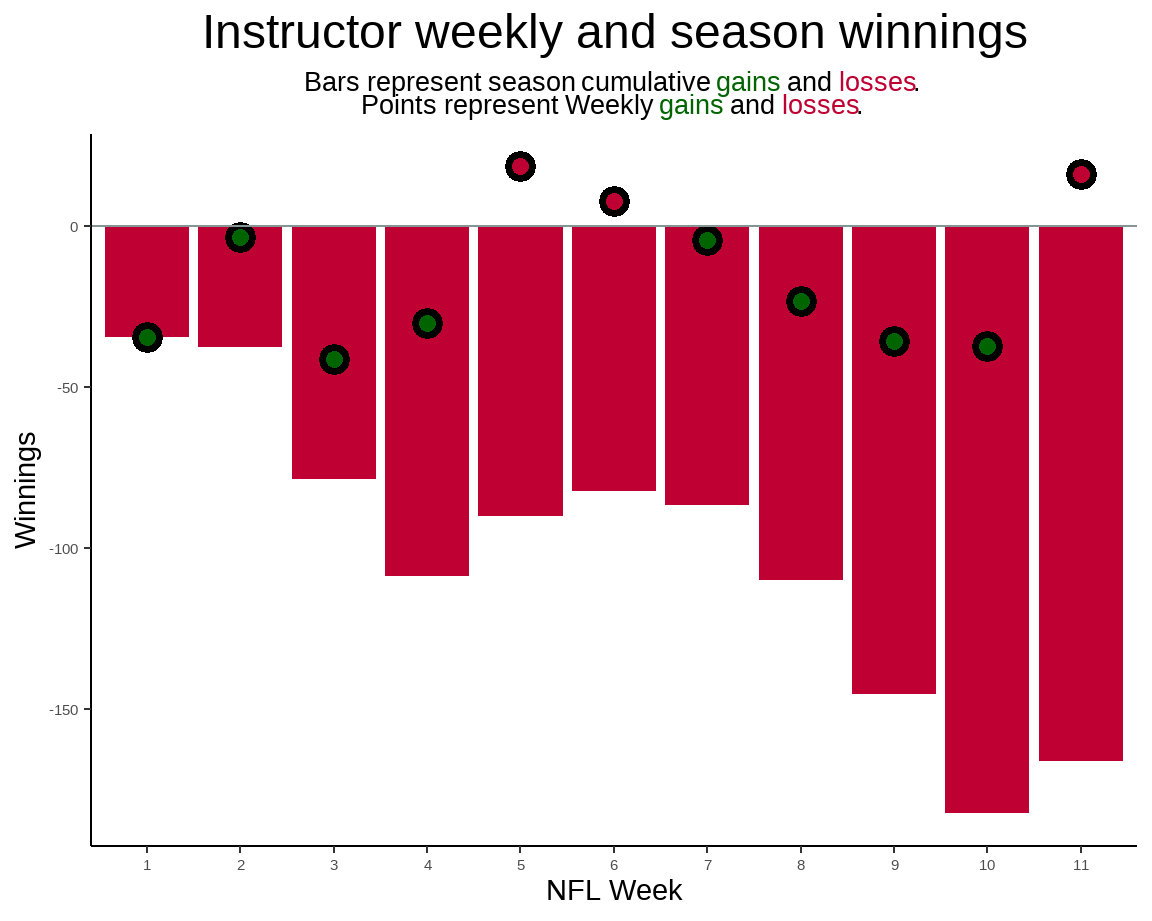 Instructor weekly and season winnings
Bars represent season cumulative gains and losses.
Points represent Weekly gains and losses.
Winnings
0
-50
-100
-150
1 2 3 4 5 6 7 8 9 10 11
NFL Week